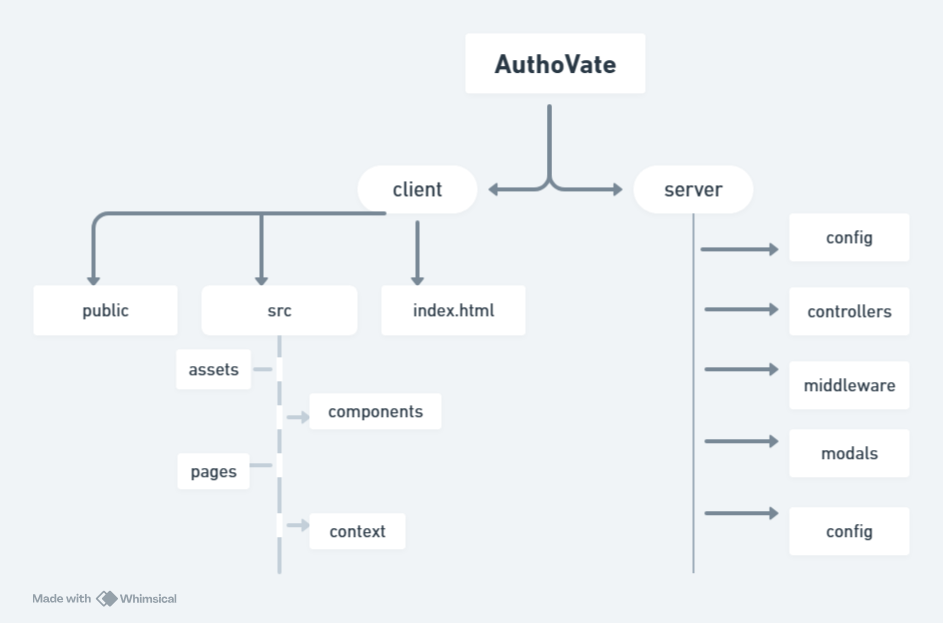 AuthoVate
client
server
config
public
src
index.html
controllers
assets
middleware
components
modals
pages
context
config
Made with Whimsical